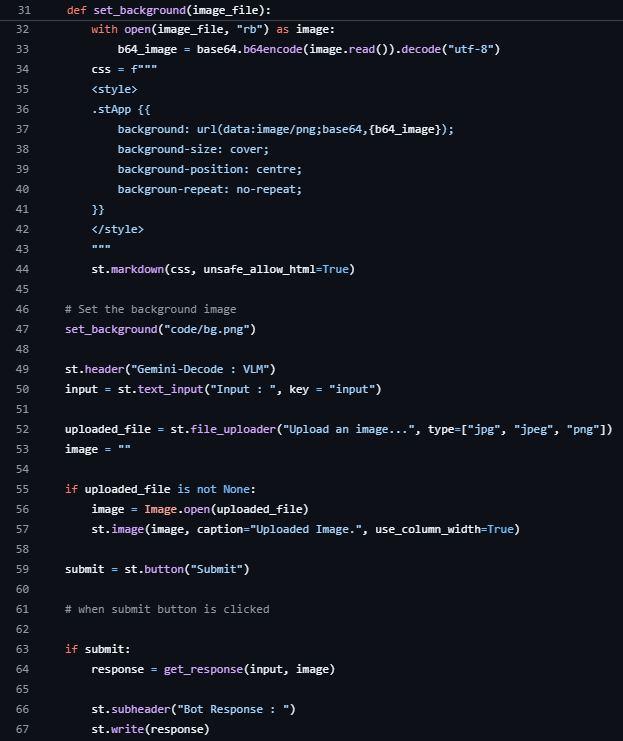 31 def set_background(image_file):
32 with open(image_file, "rb") as image:
33 b64_image = base64.b64encode(image.read()).decode("utf-8")
34 css = f"""
35 <style>
36 .stApp {{
37 background: url(data:image/png;base64,{b64_image});
38 background-size: cover;
39 background-position: centre;
40 backgroun-repeat: no-repeat;
41 }}
42 </style>
43 """
44 st.markdown(css, unsafe_allow_html=True)
45
46 # Set the background image
47 set_background("code/bg.png")
48
49 st.header("Gemini-Decode : VLM")
50 input = st.text_input("Input : ", key = "input")
51
52 uploaded_file = st.file_uploader("Upload an image...", type=["jpg", "jpeg", "png"])
53 image = ""
54
55 if uploaded_file is not None:
56 image = Image.open(uploaded_file)
57 st.image(image, caption="Uploaded Image.", use_column_width=True)
58
59 submit = st.button("Submit")
60
61 # when submit button is clicked
62
63 if submit:
64 response = get_response(input, image)
65
66 st.subheader("Bot Response : ")
67 st.write(response)